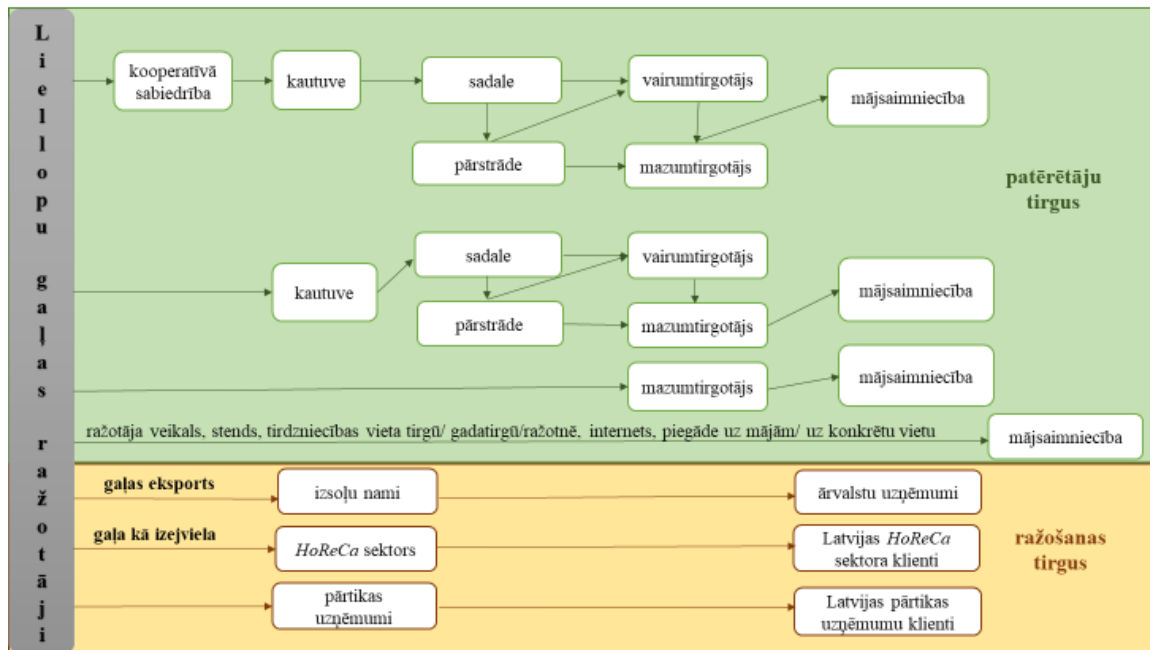 Liellopu gaļas ražotāji
kooperatīvā
sabiedrība
kautuve
sadale
vairumtirgotājs
mājsaimniecība
pārstrāde
mazumtirgotājs
patērētāju
tirgus
kautuve
sadale
vairumtirgotājs
mājsaimniecība
pārstrāde
mazumtirgotājs
mazumtirgotājs
mājsaimniecība
ražotāja veikals, stends, tirdzniecības vieta tirgū/ gadatirgū/ražotnē, internets, piegāde uz mājām/ uz konkrētu vietu
mājsaimniecība
gaļas eksports
izsoļu nami
ārvalstu uzņēmumi
gaļa kā izejviela
HoReCa sektors
Latvijas HoReCa
sektora klienti
ražošanas
tirgus
pārtikas
uzņēmumi
Latvijas pārtikas
uzņēmumu klienti